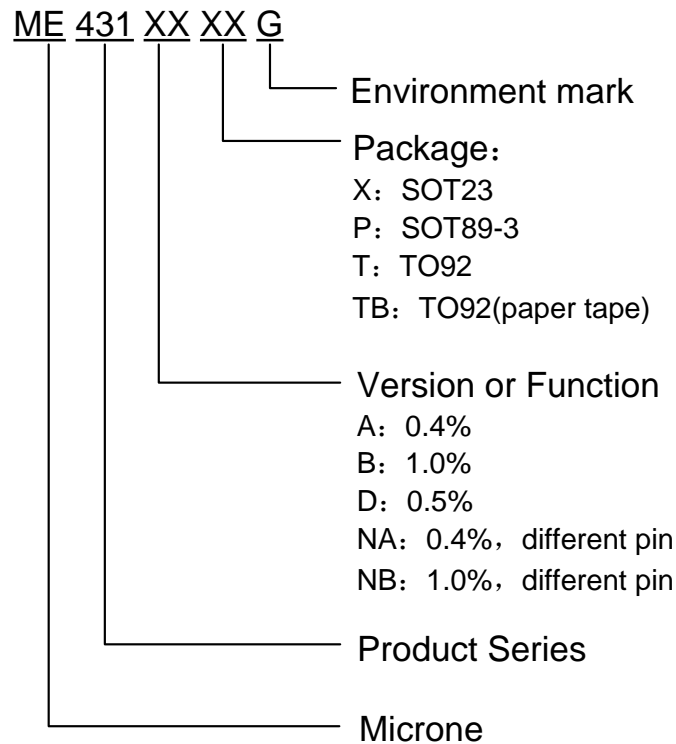 ME 431 XX XX G
Environment mark
Package：
X：SOT23
P：SOT89-3
T：TO92
TB：TO92(paper tape)
Version or Function
A：0.4%
B：1.0%
D：0.5%
NA：0.4%，different pin
NB：1.0%，different pin
Product Series
Microne